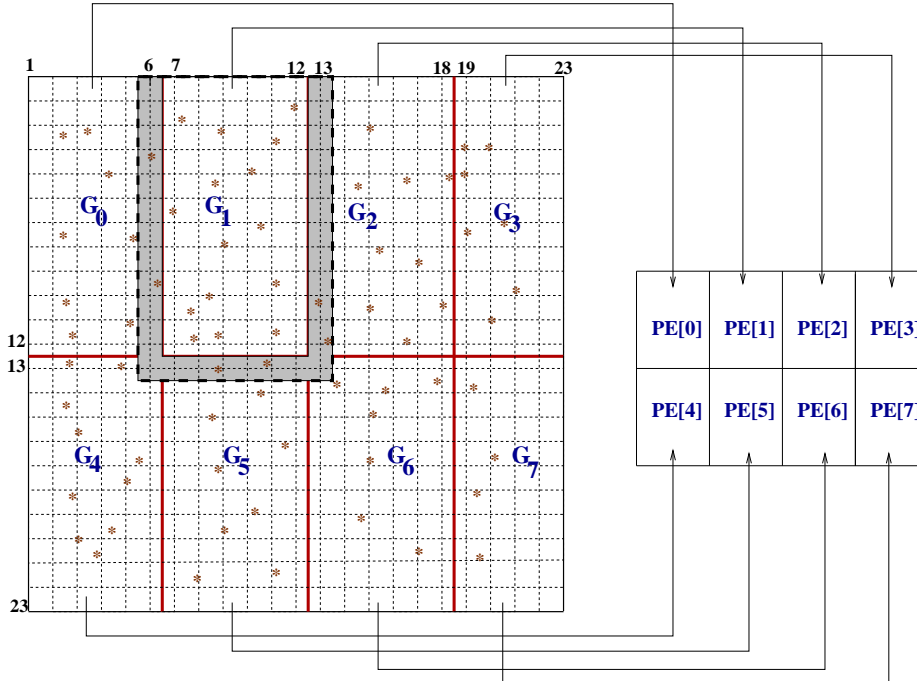 1 6 7 12 13 18 19 23
G0 G1 G2 G3
PE[0] PE[1] PE[2] PE[3]
12
13
PE[4] PE[5] PE[6] PE[7]
G4 G5 G6 G7
23